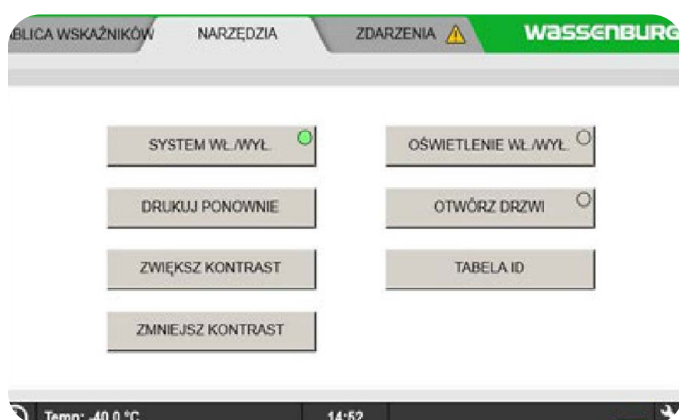 BLICA WSKAŹNIKÓW NARZĘDZIA ZDARZENIA WASSENBURG
SYSTEM WŁ./WYŁ. OŚWIETLENIE WŁ./WYŁ.
DRUKUJ PONOWNIE OTWÓRZ DRZWI
ZWIĘKSZ KONTRAST TABELA ID
ZMNIEJSZ KONTRAST
Temp: -40.0 °C 14:52